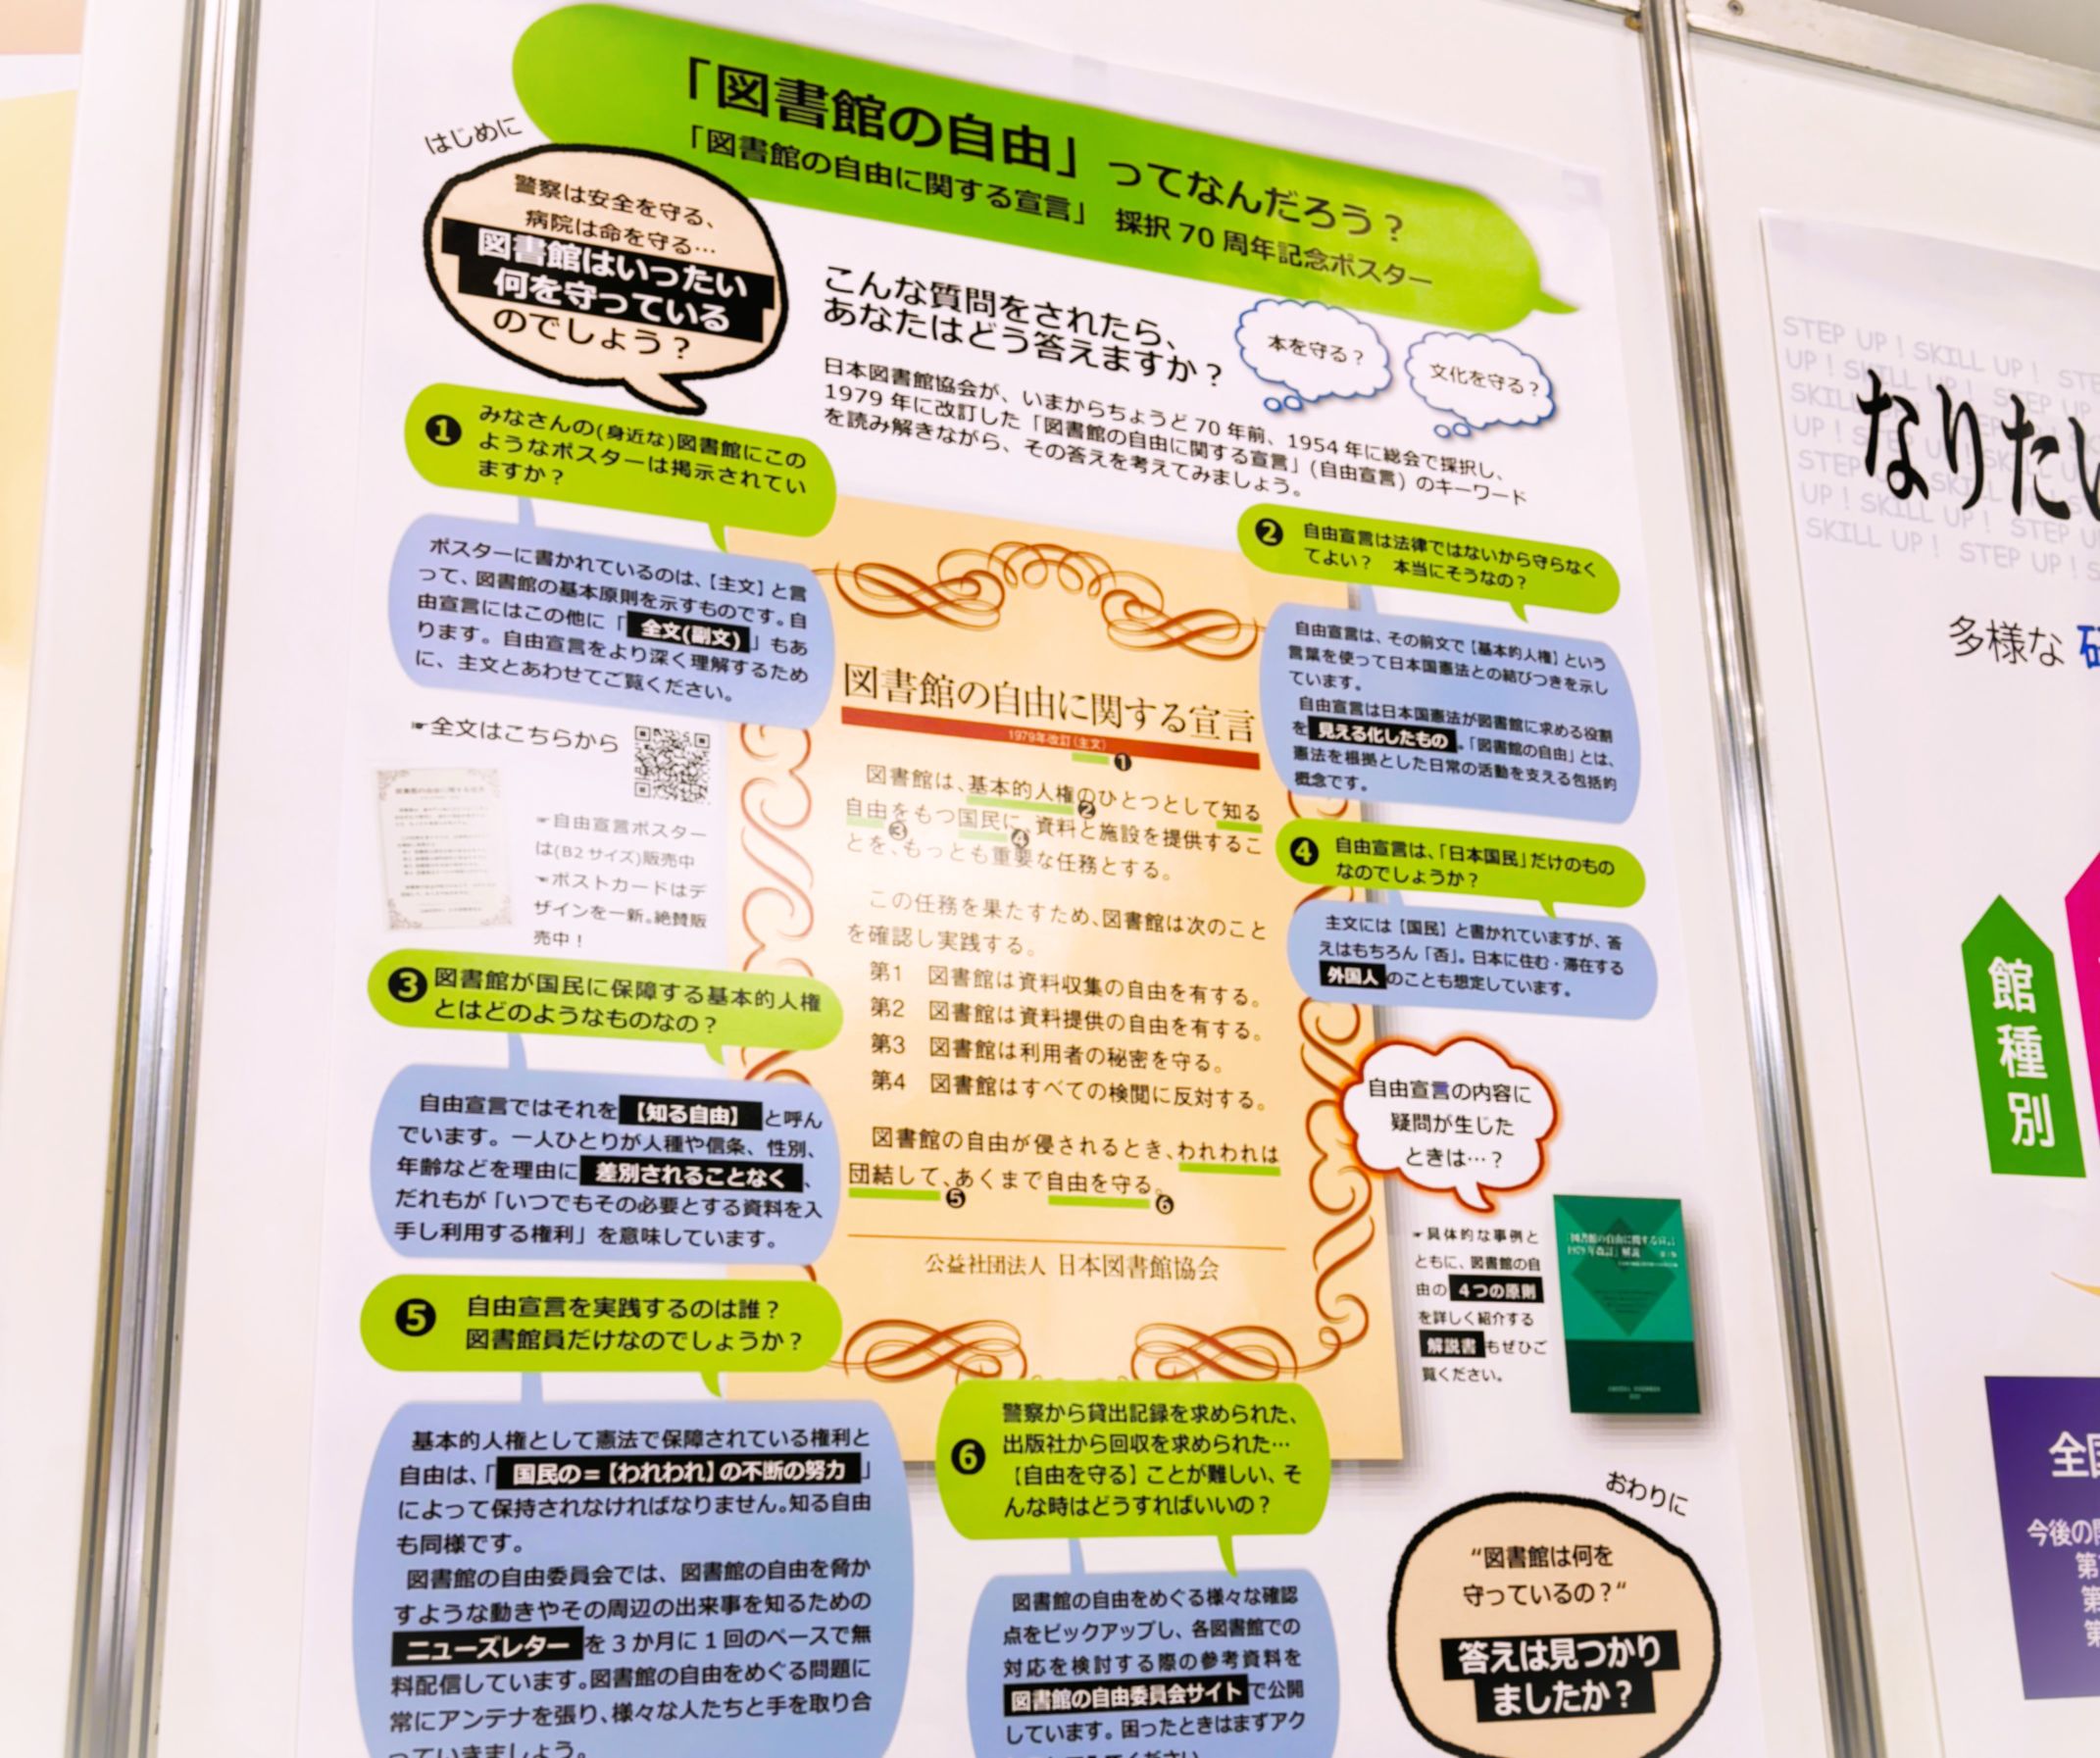 「図書館の自由」ってなんだろう？
「図書館の自由に関する宣言」 採択70周年記念ポスター
はじめに
警察は安全を守る、
病院は命を守る…
図書館はいったい
何を守っている
のでしょう？
こんな質問をされたら、
あなたはどう答えますか？
本を守る？
文化を守る？
日本図書館協会が、いまからちょうど70年前、1954年に総会で採択し、
1979年に改訂した「図書館の自由に関する宣言」(自由宣言) のキーワード
を読み解きながら、その答えを考えてみましょう。
❶ みなさんの(身近な)図書館にこの
ようなポスターは掲示されてい
ますか？
ポスターに書かれているのは、【主文】と言
って、図書館の基本原則を示すものです。自
由宣言にはこの他に「全文(副文)」もあ
ります。自由宣言をより深く理解するため
に、主文とあわせてご覧ください。
☛全文はこちらから
☛自由宣言ポスター
は(B2サイズ)販売中
☛ポストカードはデ
ザインを一新。絶賛販
売中！
❷ 自由宣言は法律ではないから守らなく
てよい？ 本当にそうなの？
自由宣言は、その前文で【基本的人権】という
言葉を使って日本国憲法との結びつきを示し
ています。
自由宣言は日本国憲法が図書館に求める役割
を 見える化したもの 。「図書館の自由」とは、
憲法を根拠とした日常の活動を支える包括的
概念です。
図書館の自由に関する宣言
1979年改訂（主文）
❶
図書館は、基本的人権のひとつとして知る
❷
自由をもつ国民に、資料と施設を提供するこ
❸ ❹
とを、もっとも重要な任務とする。
この任務を果たすため、図書館は次のこと
を確認し実践する。
第1 図書館は資料収集の自由を有する。
第2 図書館は資料提供の自由を有する。
第3 図書館は利用者の秘密を守る。
第4 図書館はすべての検閲に反対する。
図書館の自由が侵されるとき、われわれは
団結して、あくまで自由を守る。
❺ ❻
公益社団法人 日本図書館協会
❸ 図書館が国民に保障する基本的人権
とはどのようなものなの？
自由宣言ではそれを【知る自由】と呼ん
でいます。一人ひとりが人種や信条、性別、
年齢などを理由に 差別されることなく 、
だれもが「いつでもその必要とする資料を入
手し利用する権利」を意味しています。
❹ 自由宣言は、「日本国民」だけのもの
なのでしょうか？
主文には【国民】と書かれていますが、答
えはもちろん「否」。日本に住む・滞在する
外国人のことも想定しています。
自由宣言の内容に
疑問が生じた
ときは…？
☛具体的な事例と
ともに、図書館の自
由の 4つの原則
を詳しく紹介する
解説書 もぜひご
覧ください。
「図書館の自由に関する宣言
1979年改訂」解説
❺ 自由宣言を実践するのは誰？
図書館員だけなのでしょうか？
基本的人権として憲法で保障されている権利と
自由は、「国民の=【われわれ】の不断の努力」
によって保持されなければなりません。知る自由
も同様です。
図書館の自由委員会では、図書館の自由を脅か
すような動きやその周辺の出来事を知るための
ニューズレター を3か月に1回のペースで無
料配信しています。図書館の自由をめぐる問題に
常にアンテナを張り、様々な人たちと手を取り合
っていきましょう。
❻ 警察から貸出記録を求められた、
出版社から回収を求められた…
【自由を守る】ことが難しい、そ
んな時はどうすればいいの？
図書館の自由をめぐる様々な確認
点をピックアップし、各図書館での
対応を検討する際の参考資料を
図書館の自由委員会サイト で公開
しています。困ったときはまずアク
おわりに
“図書館は何を
守っているの？“
答えは見つかり
ましたか？
STEP UP！SKILL UP！ STE
UP！SKILL UP！ STEP UP
なりたい
SKILL UP！ STEP UP！S
多様な 研
館種別
全国
今後の
第
第
第